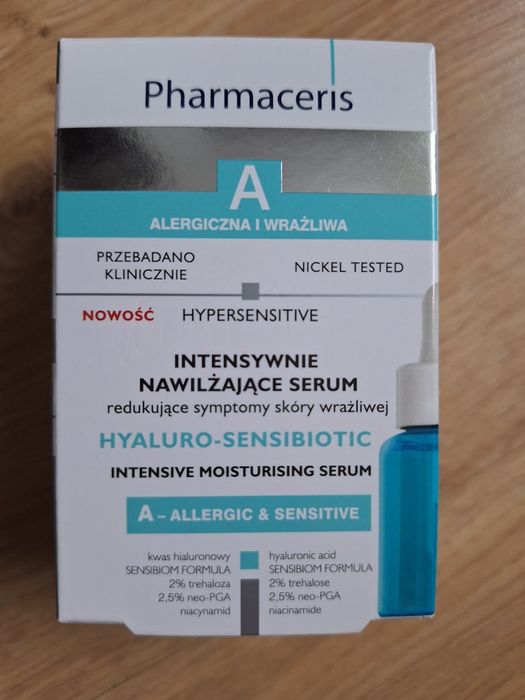 Pharmaceris
A
ALERGICZNA I WRAŻLIWA
PRZEBADANO
KLINICZNIE
NICKEL TESTED
NOWOŚĆ HYPERSENSITIVE
INTENSYWNIE
NAWILŻAJĄCE SERUM
redukujące symptomy skóry wrażliwej
HYALURO-SENSIBIOTIC
INTENSIVE MOISTURISING SERUM
A – ALLERGIC & SENSITIVE
kwas hialuronowy
SENSIBIOM FORMULA
2% trehaloza
2,5% neo-PGA
niacynamid
hyaluronic acid
SENSIBIOM FORMULA
2% trehalose
2,5% neo-PGA
niacinamide